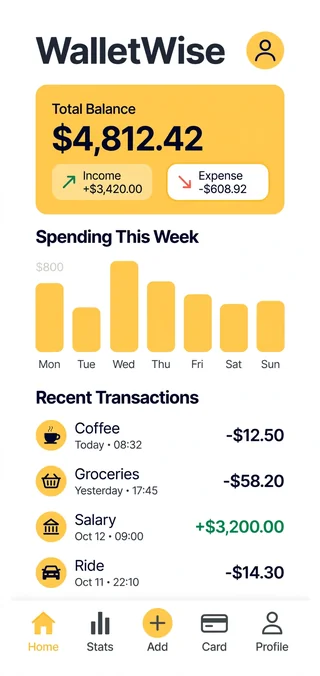 WalletWise
Total Balance
$4,812.42
Income
+$3,420.00
Expense
-$608.92
Spending This Week
$800
Mon Tue Wed Thu Fri Sat Sun
Recent Transactions
Coffee
Today • 08:32
-$12.50
Groceries
Yesterday • 17:45
-$58.20
Salary
Oct 12 • 09:00
+$3,200.00
Ride
Oct 11 • 22:10
-$14.30
Home Stats Add Card Profile